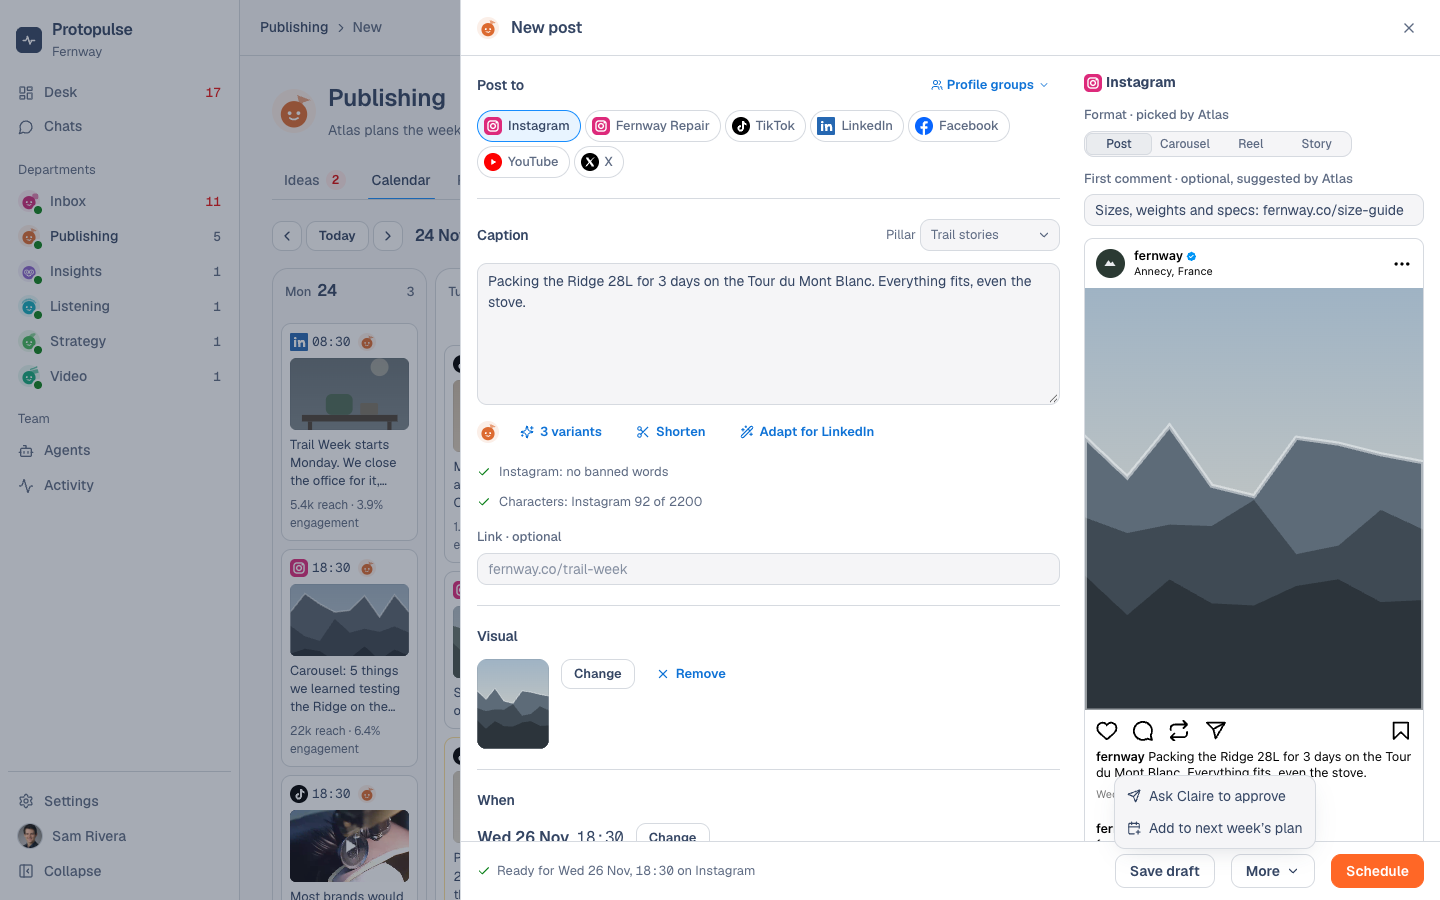 Protopulse
Fernway
Desk 17
Chats
Departments
Inbox 11
Publishing 5
Insights 1
Listening 1
Strategy 1
Video 1
Team
Agents
Activity
Settings
Sam Rivera
Collapse
Publishing > New
Publishing
Atlas plans the week
Ideas 2 Calendar
Today 24 No
Mon 24 3
Tu
08:30
Trail Week starts
Monday. We close
the office for it,…
5.4k reach · 3.9%
engagement
18:30
Carousel: 5 things
we learned testing
the Ridge on the…
22k reach · 6.4%
engagement
18:30
Most brands would
New post
Post to
Profile groups
Instagram
Fernway Repair
TikTok
LinkedIn
Facebook
YouTube
X
Caption
Pillar Trail stories
Packing the Ridge 28L for 3 days on the Tour du Mont Blanc. Everything fits, even the
stove.
3 variants
Shorten
Adapt for LinkedIn
Instagram: no banned words
Characters: Instagram 92 of 2200
Link · optional
fernway.co/trail-week
Visual
Change
Remove
When
Wed 26 Nov 18:30 Change
Instagram
Format · picked by Atlas
Post Carousel Reel Story
First comment · optional, suggested by Atlas
Sizes, weights and specs: fernway.co/size-guide
fernway
Annecy, France
fernway Packing the Ridge 28L for 3 days on the Tour
du Mont Blanc. Everything fits, even the stove.
Wed
fer
Ask Claire to approve
Add to next week's plan
Ready for Wed 26 Nov, 18:30 on Instagram
Save draft
More
Schedule